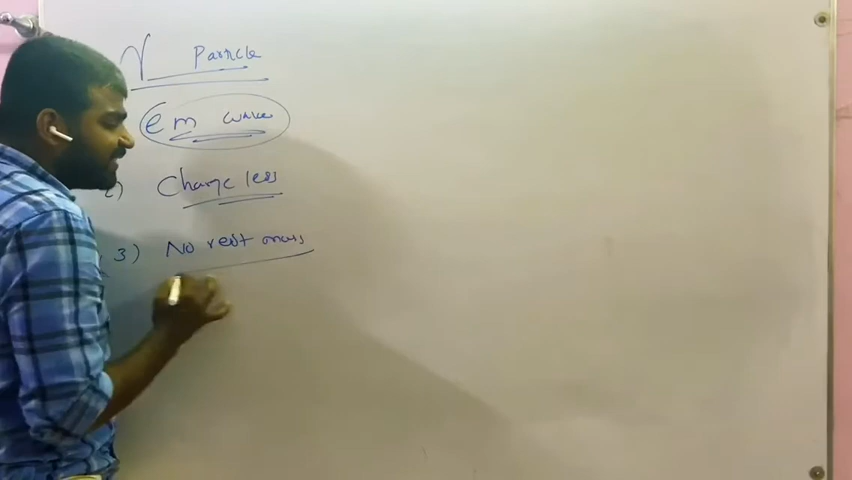 γ Particle
em wave
2) Charge less
3) No rest mass